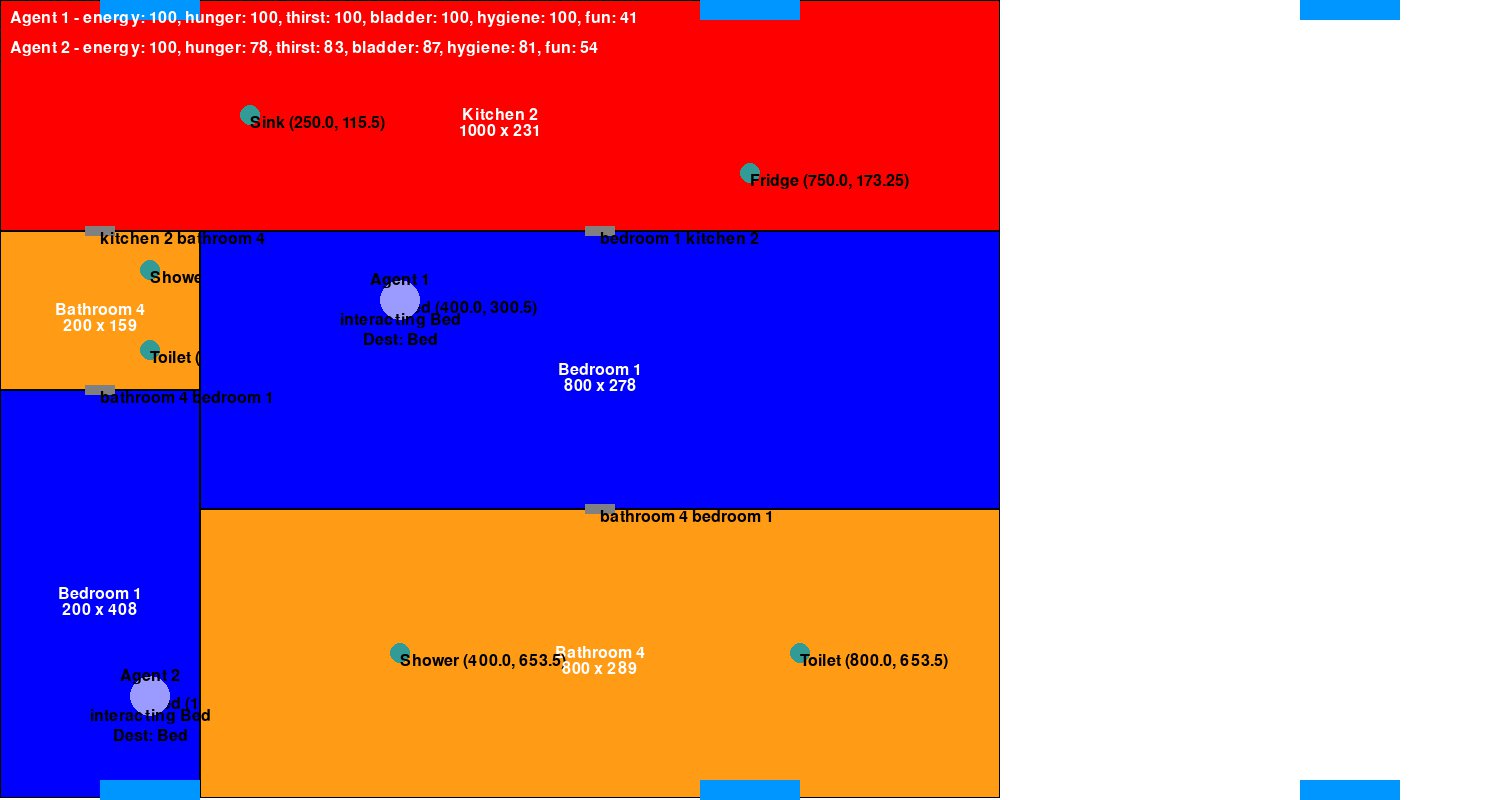 Agent 1 - energy: 100, hunger: 100, thirst: 100, bladder: 100, hygiene: 100, fun: 41
Agent 2 - energy: 100, hunger: 78, thirst: 83, bladder: 87, hygiene: 81, fun: 54
Sink (250.0, 115.5)
Kitchen 2
1000 x 231
Fridge (750.0, 173.25)
kitchen 2 bathroom 4
bedroom 1 kitchen 2
Showe
Bathroom 4
200 x 159
Toilet (
Agent 1
d (400.0, 300.5)
interacting Bed
Dest: Bed
Bedroom 1
800 x 278
bathroom 4 bedroom 1
bathroom 4 bedroom 1
Bedroom 1
200 x 408
Agent 2
d (1
interacting Bed
Dest: Bed
Shower (400.0, 653.5)
Bathroom 4
800 x 289
Toilet (800.0, 653.5)